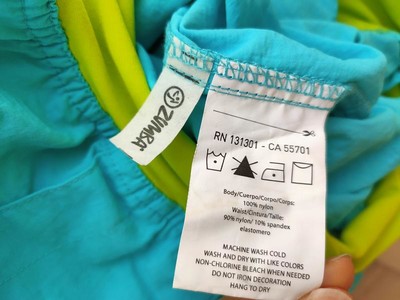 ZUMBA
RN 131301 - CA 55701
Body/Cuerpo/Corpo/Corps:
100% nylon
Waist/Cintura/Taille:
90% nylon/ 10% spandex
elastomero
MACHINE WASH COLD
WASH AND DRY WITH LIKE COLORS
NON-CHLORINE BLEACH WHEN NEEDED
DO NOT IRON
HANG TO DRY